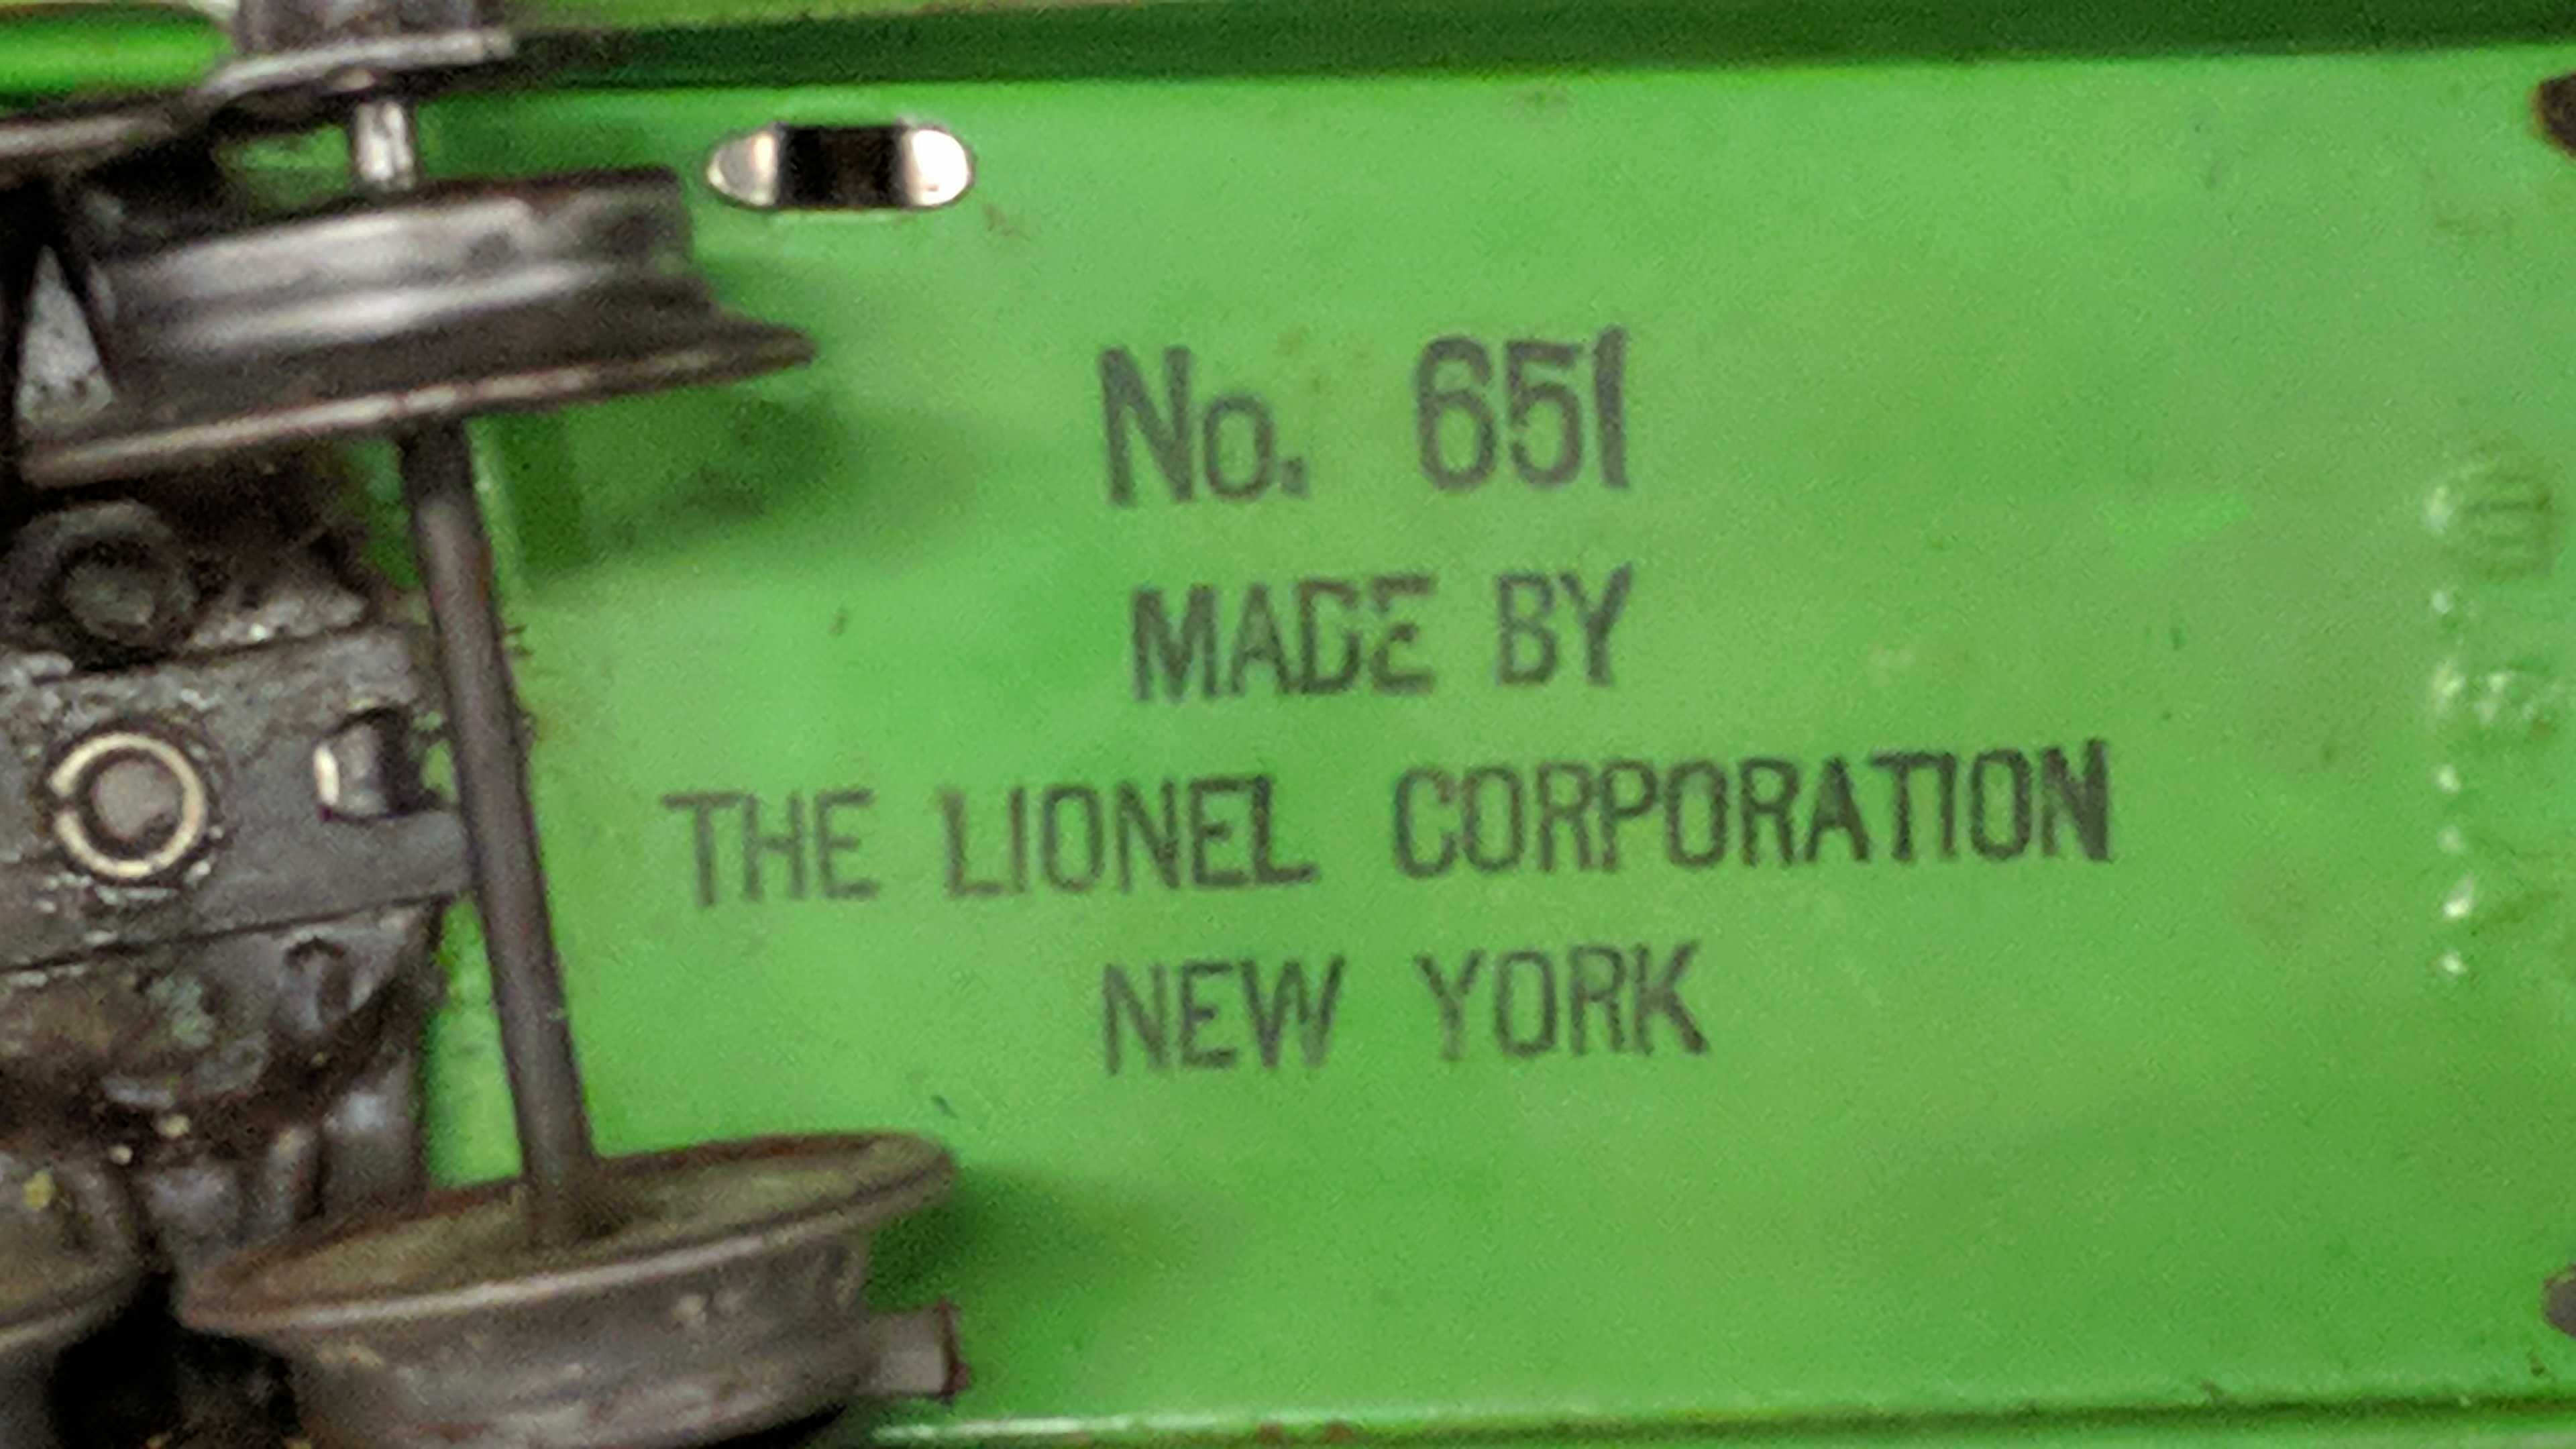 No. 651
MADE BY
THE LIONEL CORPORATION
NEW YORK